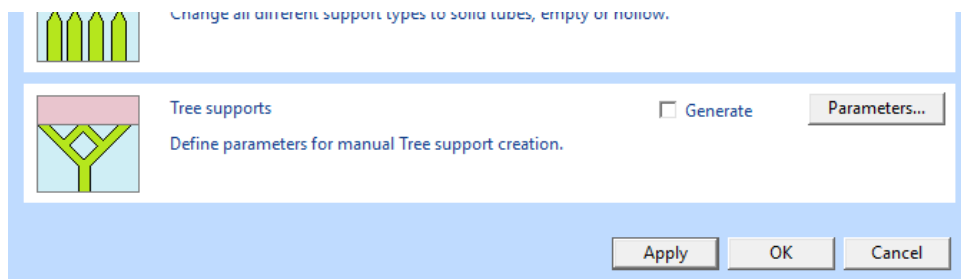 Change all different support types to solid tubes, empty or hollow.
Tree supports
Generate
Parameters...
Define parameters for manual Tree support creation.
Apply
OK
Cancel